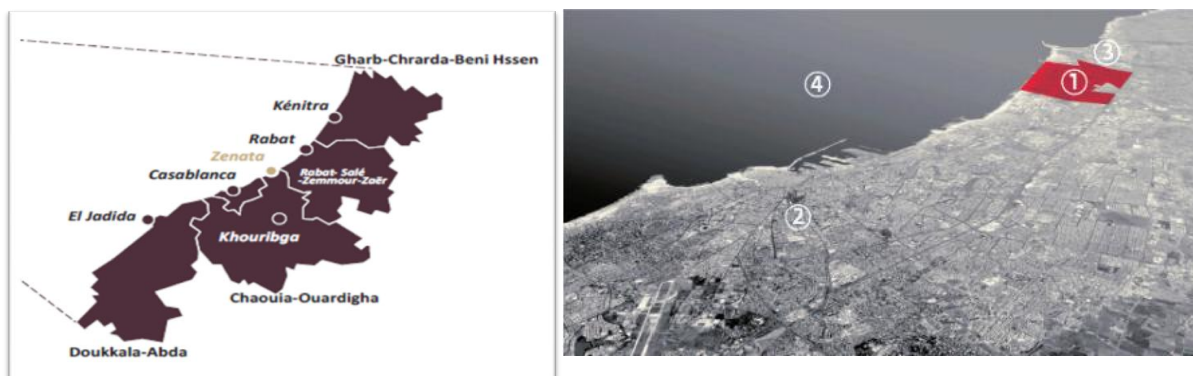 Gharb-Chrarda-Beni Hssen
Kénitra
Rabat
Zenata
Casablanca
Rabat- Salé
-Zemmour-Zaër
El Jadida
Khouribga
Chaouia-Ouardigha
Doukkala-Abda
4
3
1
2